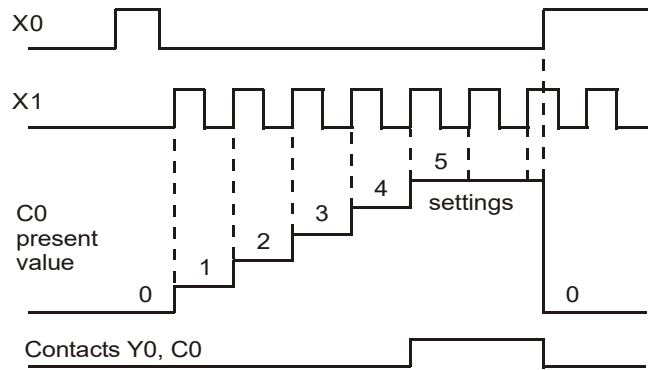 X0
X1
5
settings
4
3
2
1
0
0
C0
present
value
Contacts Y0, C0